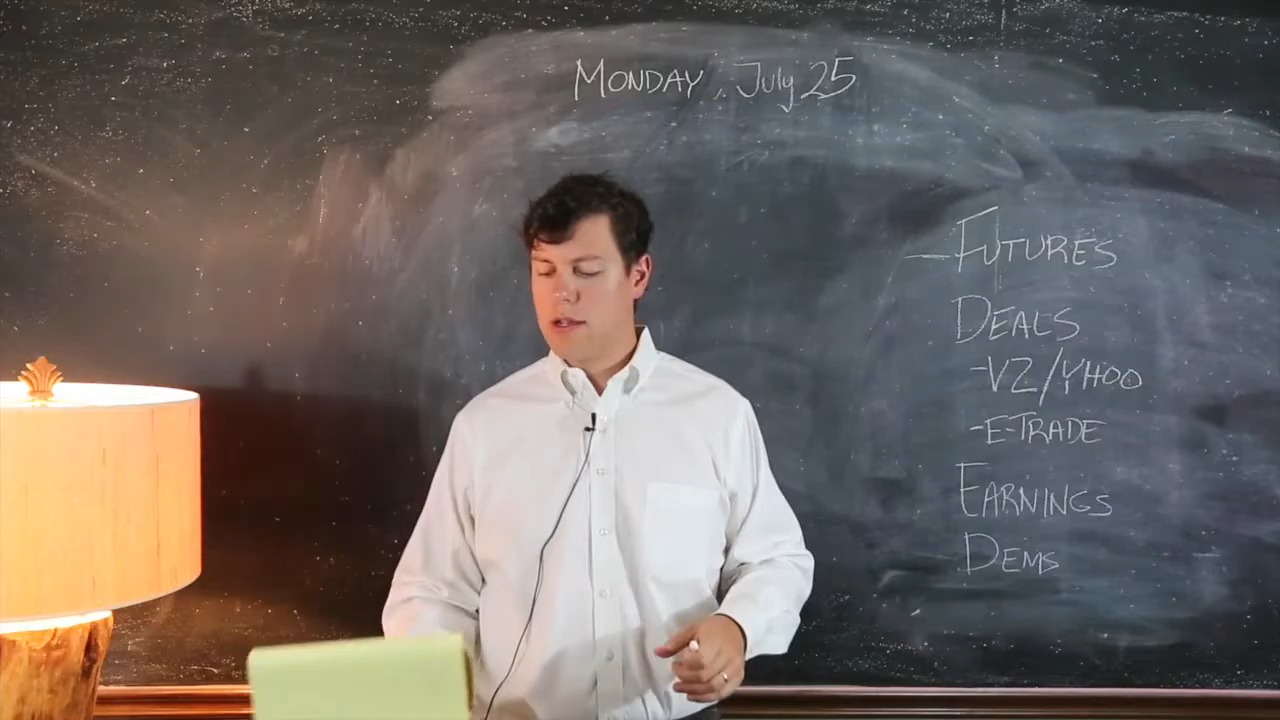 MONDAY, July 25
- FUTURES
DEALS
- VZ/YHOO
- E-TRADE
EARNINGS
DEMS